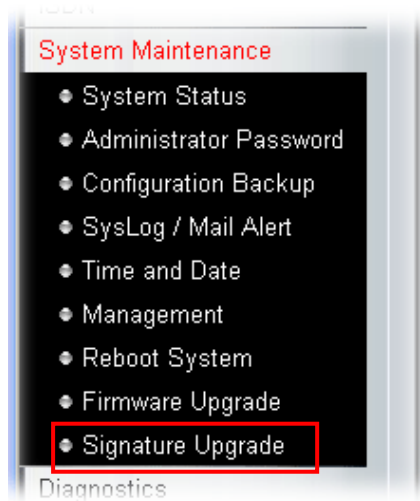 ISDN
System Maintenance
System Status
Administrator Password
Configuration Backup
SysLog / Mail Alert
Time and Date
Management
Reboot System
Firmware Upgrade
Signature Upgrade
Diagnostics